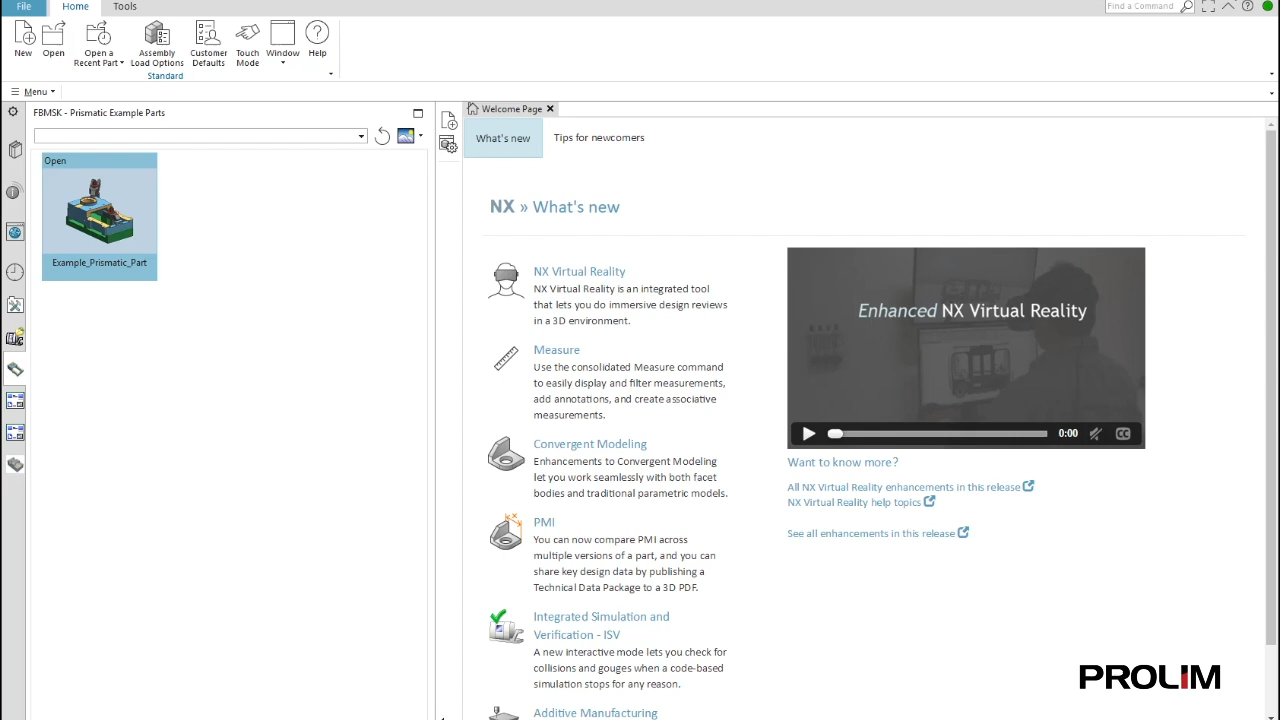 File
Home
Tools
Find a Command
New
Open
Open a
Recent Part
Assembly
Load Options
Customer
Defaults
Touch
Mode
Window
Help
Standard
Menu
FBMSK - Prismatic Example Parts
Open
Example_Prismatic_Part
Welcome Page
What's new
Tips for newcomers
NX » What's new
NX Virtual Reality
NX Virtual Reality is an integrated tool
that lets you do immersive design reviews
in a 3D environment.
Measure
Use the consolidated Measure command
to easily display and filter measurements,
add annotations, and create associative
measurements.
Convergent Modeling
Enhancements to Convergent Modeling
let you work seamlessly with both facet
bodies and traditional parametric models.
PMI
You can now compare PMI across
multiple versions of a part, and you can
share key design data by publishing a
Technical Data Package to a 3D PDF.
Integrated Simulation and
Verification - ISV
A new interactive mode lets you check for
collisions and gouges when a code-based
simulation stops for any reason.
Additive Manufacturing
Enhanced NX Virtual Reality
0:00
CC
Want to know more?
All NX Virtual Reality enhancements in this release
NX Virtual Reality help topics
See all enhancements in this release
PROLIM